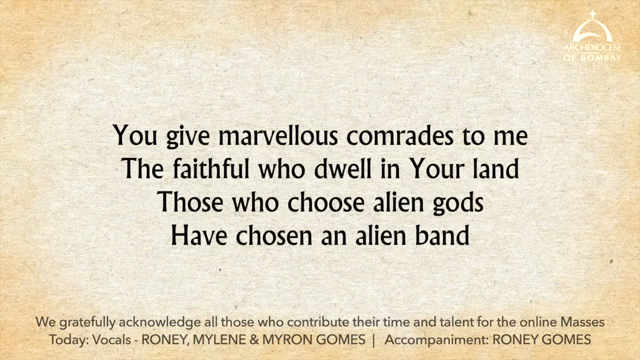 ARCHDIOCESE
OF BOMBAY
You give marvellous comrades to me
The faithful who dwell in Your land
Those who choose alien gods
Have chosen an alien band
We gratefully acknowledge all those who contribute their time and talent for the online Masses
Today: Vocals - RONEY, MYLENE & MYRON GOMES | Accompaniment: RONEY GOMES